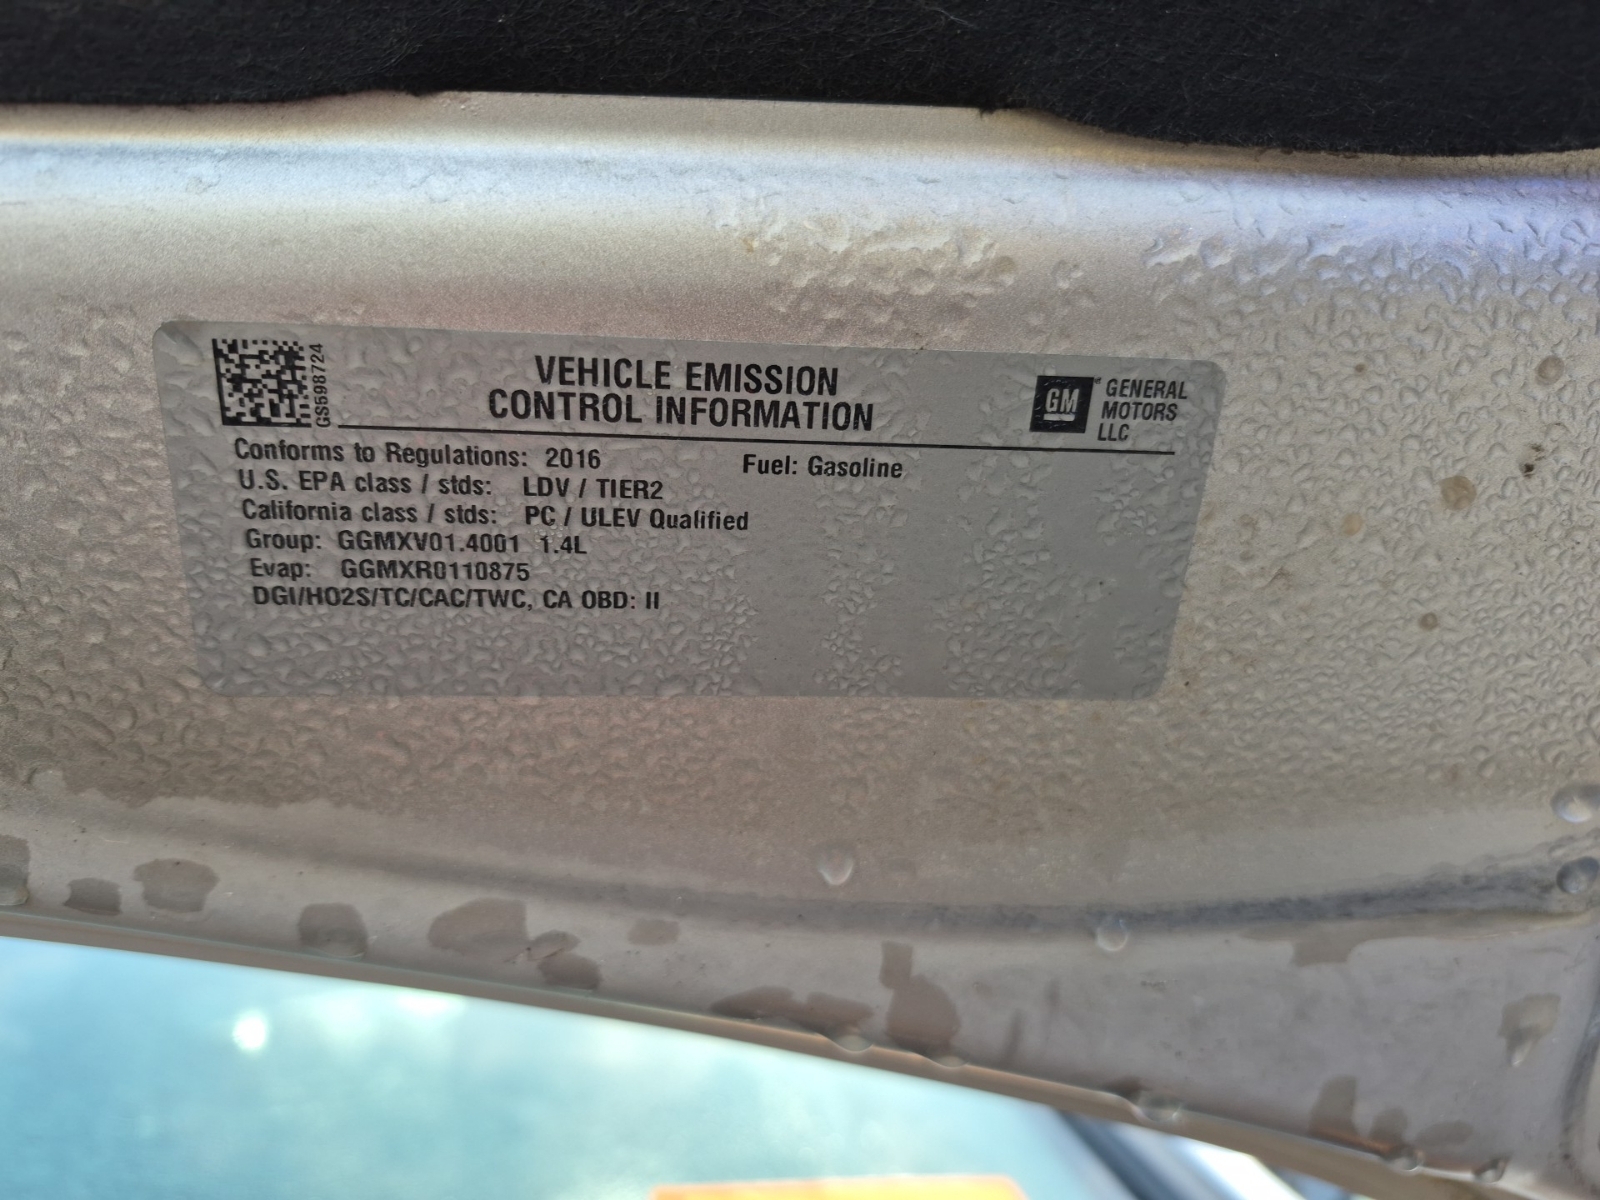 GS598724
VEHICLE EMISSION
CONTROL INFORMATION
GM
GENERAL
MOTORS
LLC
Conforms to Regulations: 2016
Fuel: Gasoline
U.S. EPA class / stds: LDV / TIER2
California class / stds: PC / ULEV Qualified
Group: GGMXV01.4001 1.4L
Evap: GGMXR0110875
DGI/HO2S/TC/CAC/TWC, CA OBD: II